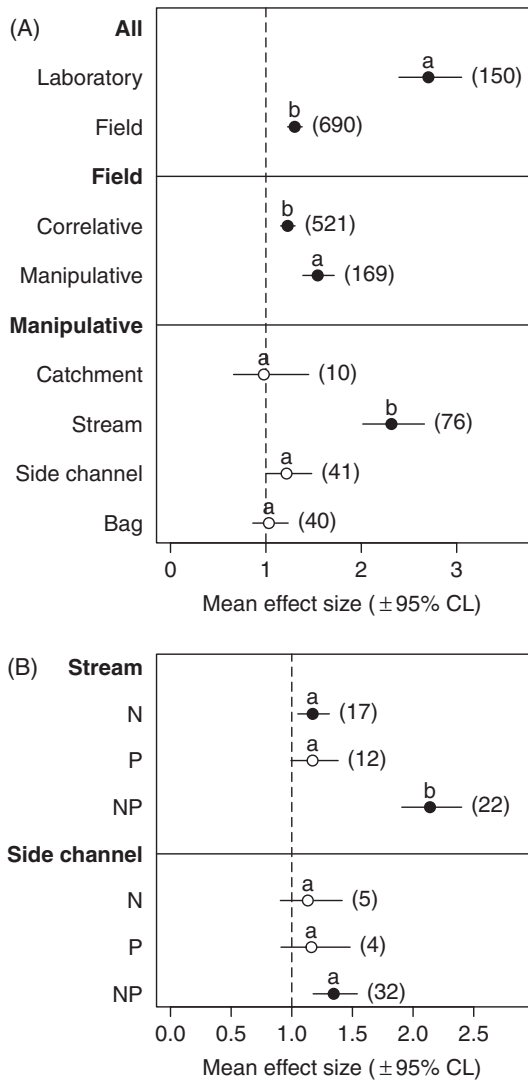 (A) All
a
Laboratory (150)
b
Field (690)
Field
b
Correlative (521)
a
Manipulative (169)
Manipulative
a
Catchment (10)
b
Stream (76)
a
Side channel (41)
a
Bag (40)
0 1 2 3
Mean effect size (±95% CL)
(B) Stream
a
N (17)
a
P (12)
b
NP (22)
Side channel
a
N (5)
a
P (4)
a
NP (32)
0.0 0.5 1.0 1.5 2.0 2.5
Mean effect size (±95% CL)